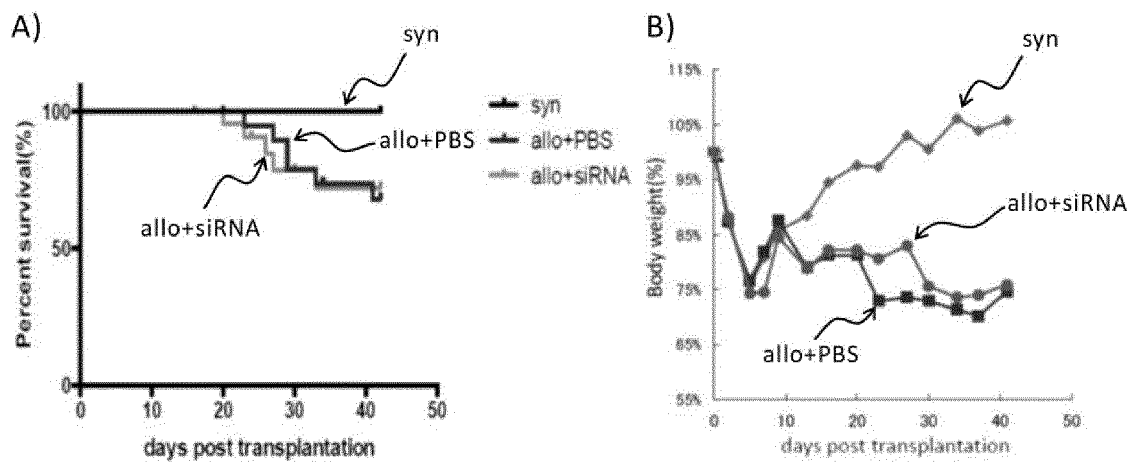 A)
syn
Percent survival(%)
100
50
0
0 10 20 30 40 50
days post transplantation
allo+PBS
allo+siRNA
syn
allo+PBS
allo+siRNA
B)
syn
Body weight(%)
115%
105%
95%
85%
75%
65%
55%
0 10 20 30 40 50
days post transplantation
allo+siRNA
allo+PBS